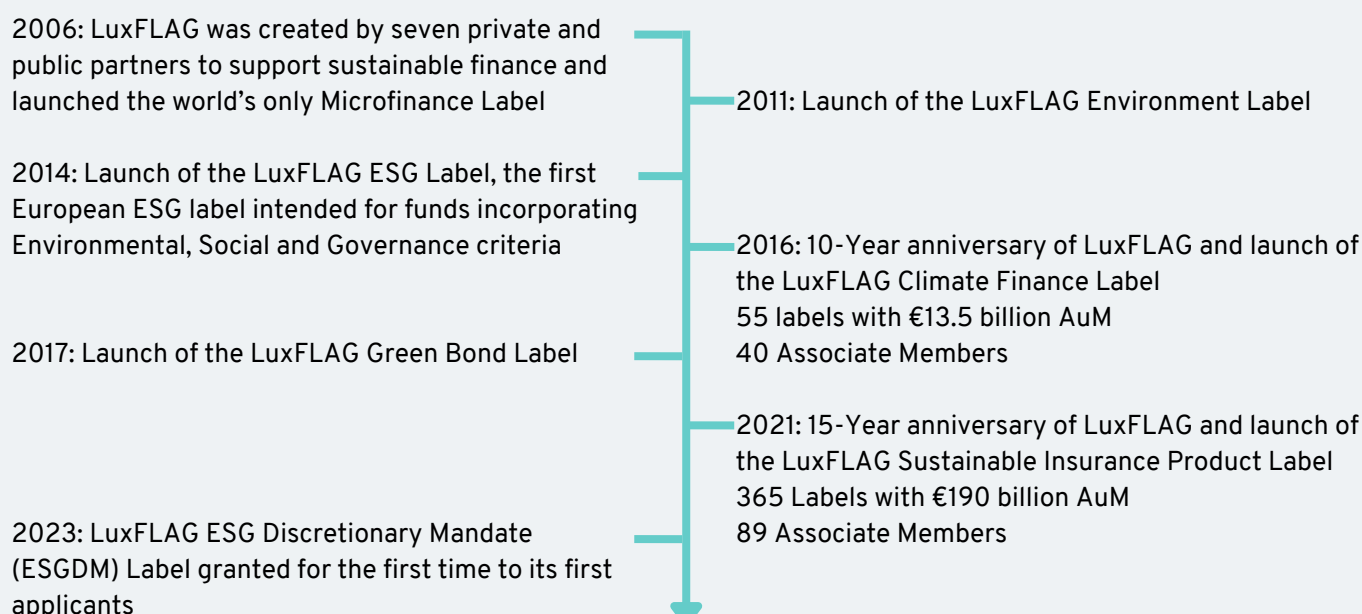 2006: LuxFLAG was created by seven private and
public partners to support sustainable finance and
launched the world's only Microfinance Label
2011: Launch of the LuxFLAG Environment Label
2014: Launch of the LuxFLAG ESG Label, the first
European ESG label intended for funds incorporating
Environmental, Social and Governance criteria
2016: 10-Year anniversary of LuxFLAG and launch of
the LuxFLAG Climate Finance Label
55 labels with €13.5 billion AuM
40 Associate Members
2017: Launch of the LuxFLAG Green Bond Label
2021: 15-Year anniversary of LuxFLAG and launch of
the LuxFLAG Sustainable Insurance Product Label
365 Labels with €190 billion AuM
89 Associate Members
2023: LuxFLAG ESG Discretionary Mandate
(ESGDM) Label granted for the first time to its first
applicants